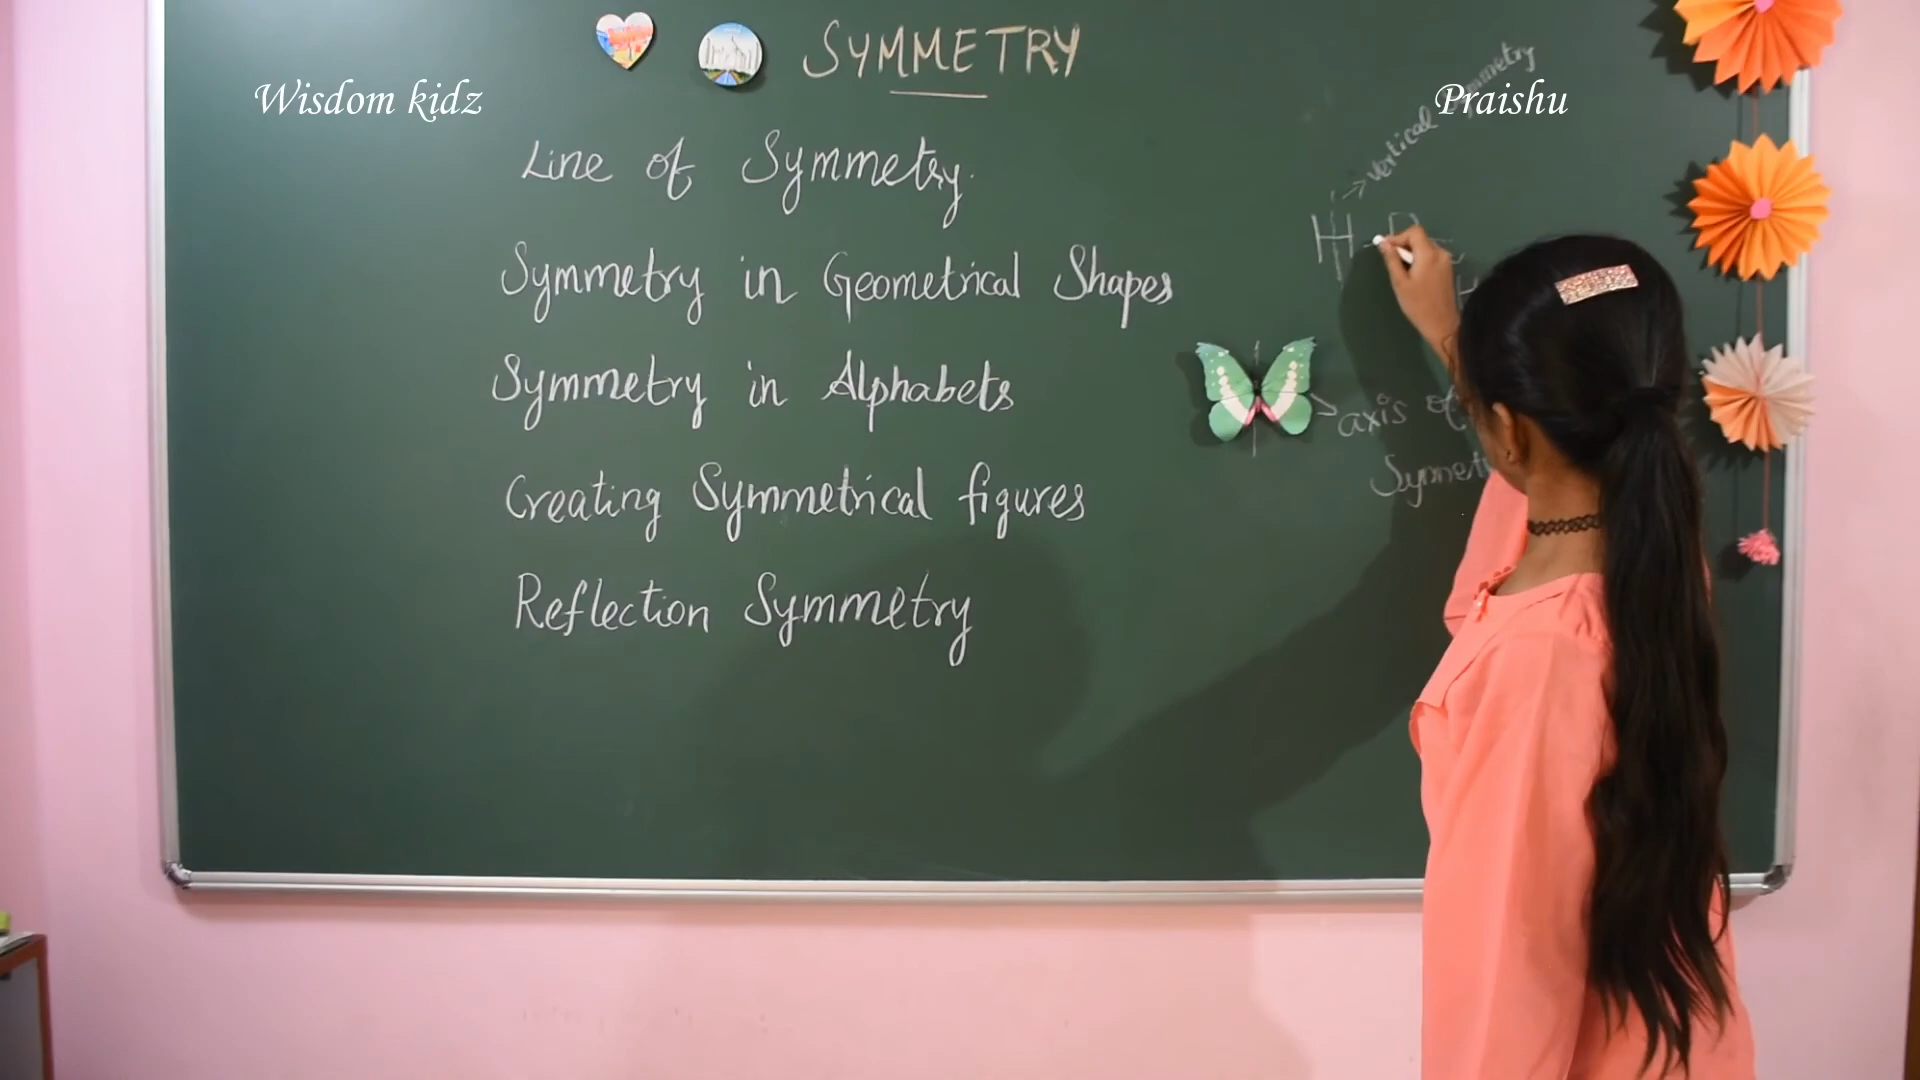 SYMMETRY
Wisdom kidz
Praishu
Line of Symmetry.
Symmetry in Geometrical Shapes
Symmetry in Alphabets
Creating Symmetrical figures
Reflection Symmetry
vertical
H
axis of